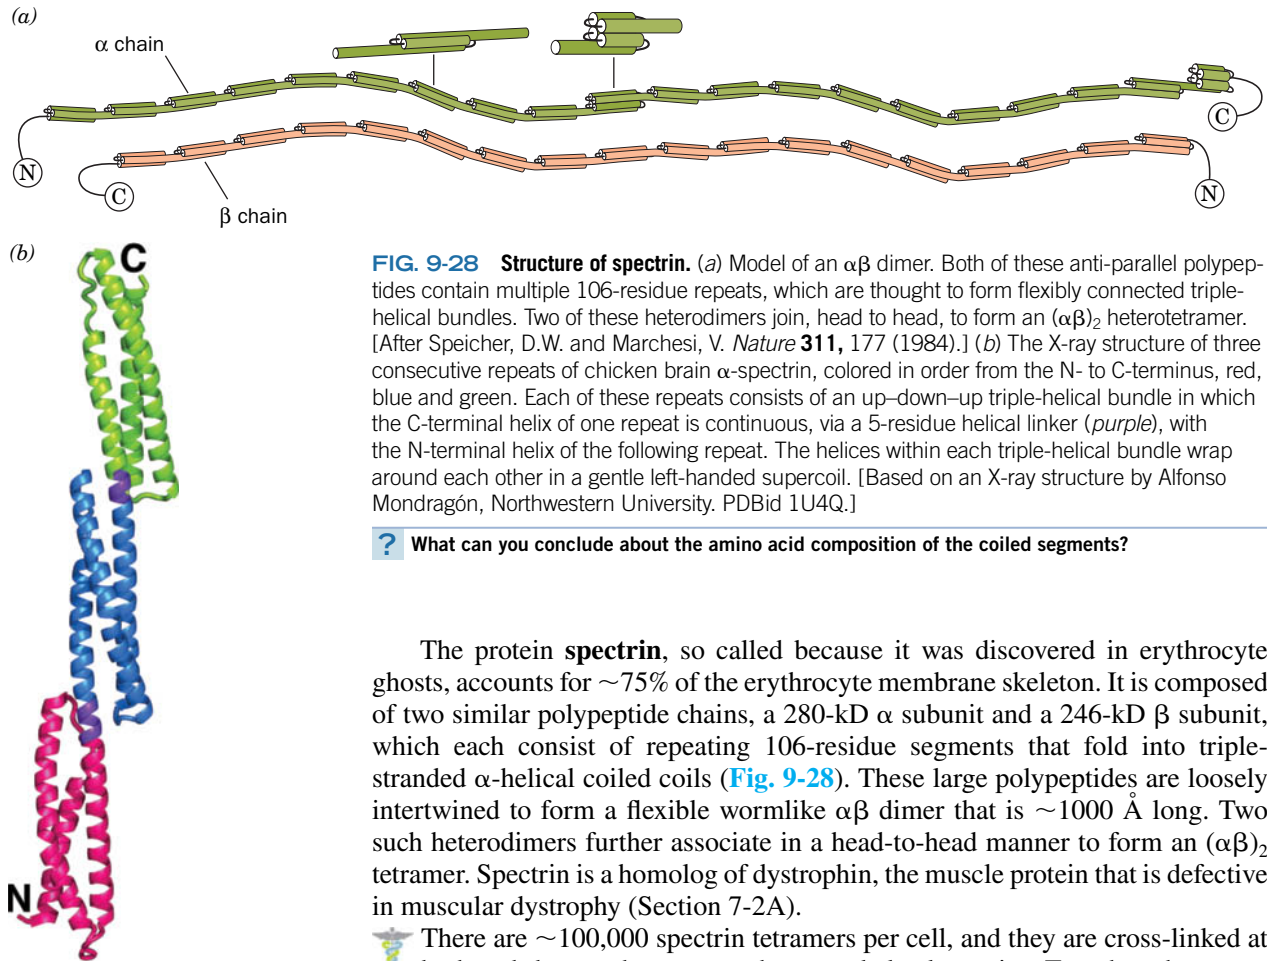 (a)
α chain
N
C
C
N
β chain
(b)
C
N
FIG. 9-28 Structure of spectrin. (a) Model of an αβ dimer. Both of these anti-parallel polypep-
tides contain multiple 106-residue repeats, which are thought to form flexibly connected triple-
helical bundles. Two of these heterodimers join, head to head, to form an (αβ)₂ heterotetramer.
[After Speicher, D.W. and Marchesi, V. Nature 311, 177 (1984).] (b) The X-ray structure of three
consecutive repeats of chicken brain α-spectrin, colored in order from the N- to C-terminus, red,
blue and green. Each of these repeats consists of an up–down–up triple-helical bundle in which
the C-terminal helix of one repeat is continuous, via a 5-residue helical linker (purple), with
the N-terminal helix of the following repeat. The helices within each triple-helical bundle wrap
around each other in a gentle left-handed supercoil. [Based on an X-ray structure by Alfonso
Mondragón, Northwestern University. PDBid 1U4Q.]
? What can you conclude about the amino acid composition of the coiled segments?
The protein spectrin, so called because it was discovered in erythrocyte
ghosts, accounts for ~75% of the erythrocyte membrane skeleton. It is composed
of two similar polypeptide chains, a 280-kD α subunit and a 246-kD β subunit,
which each consist of repeating 106-residue segments that fold into triple-
stranded α-helical coiled coils (Fig. 9-28). These large polypeptides are loosely
intertwined to form a flexible wormlike αβ dimer that is ~1000 Å long. Two
such heterodimers further associate in a head-to-head manner to form an (αβ)₂
tetramer. Spectrin is a homolog of dystrophin, the muscle protein that is defective
in muscular dystrophy (Section 7-2A).
There are ~100,000 spectrin tetramers per cell, and they are cross-linked at